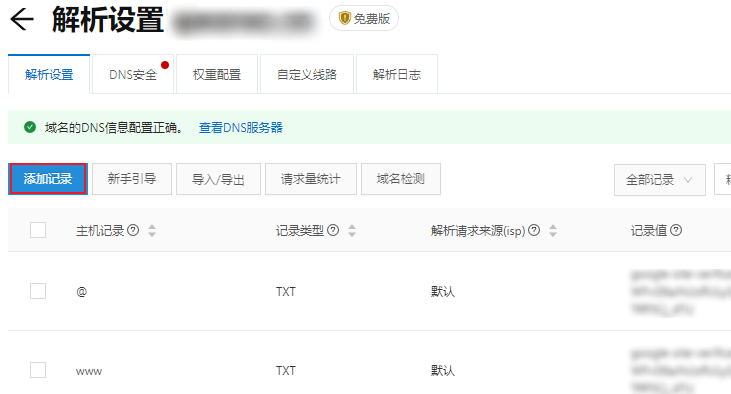 解析设置
免费版
解析设置 DNS安全 权重配置 自定义线路 解析日志
域名的DNS信息配置正确。 查看DNS服务器
添加记录 新手引导 导入/导出 请求量统计 域名检测 全部记录
主机记录 记录类型 解析请求来源(isp) 记录值
@ TXT 默认
www TXT 默认